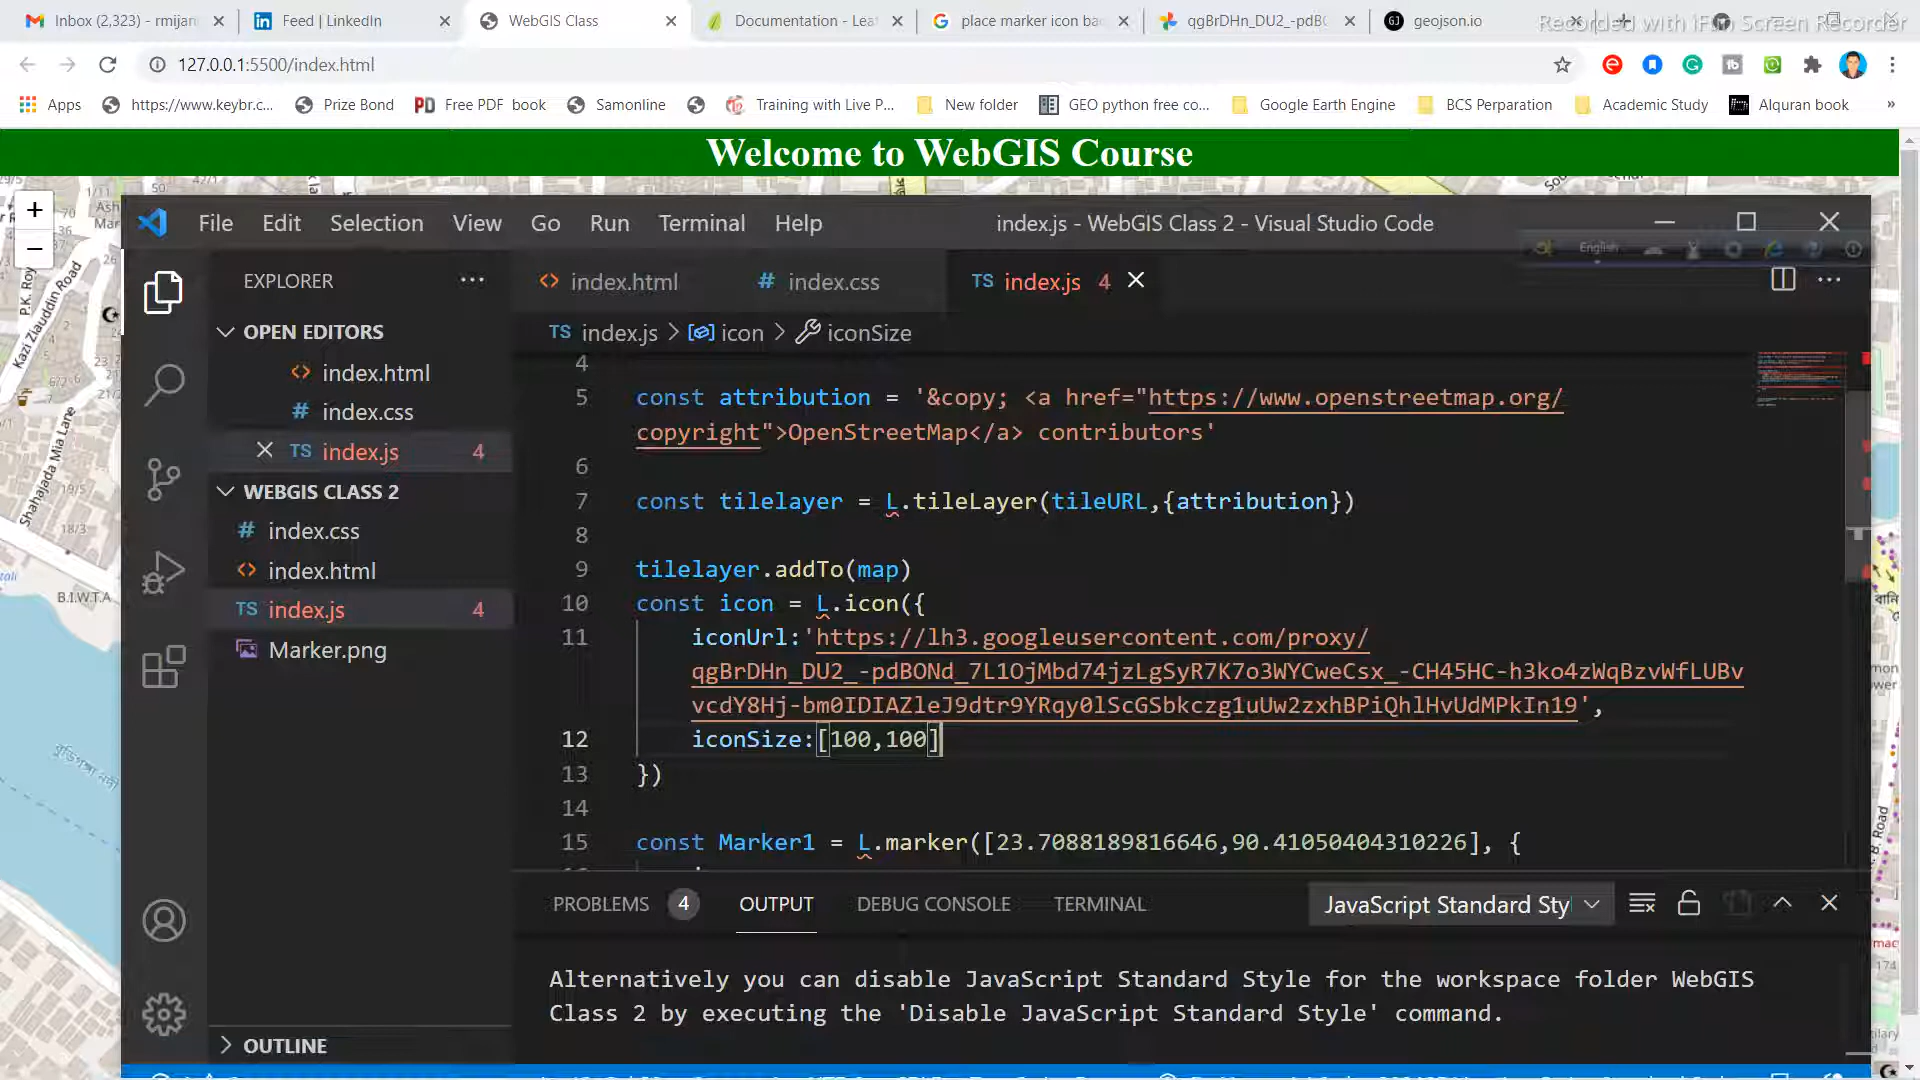 Inbox (2,323) - rmijan
Feed | LinkedIn
WebGIS Class
Documentation - Lea
place marker icon ba
qgBrDHn_DU2_-pdB
geojson.io
Recorded with iFun Screen Recorder
127.0.0.1:5500/index.html
Apps
https://www.keybr.c...
Prize Bond
Free PDF book
Samonline
Training with Live P...
New folder
GEO python free co...
Google Earth Engine
BCS Perparation
Academic Study
Alquran book
»
Welcome to WebGIS Course
+
−
P.K. Roy
Kazi Ziauddin Road
Shahajada Mia Lane
B.I.W.T.A
File Edit Selection View Go Run Terminal Help
index.js - WebGIS Class 2 - Visual Studio Code
English
EXPLORER
OPEN EDITORS
index.html
index.css
TS index.js 4
WEBGIS CLASS 2
index.css
index.html
TS index.js 4
Marker.png
OUTLINE
index.html
index.css
TS index.js 4
TS index.js > icon > iconSize
4
5 const attribution = '&copy; <a href="https://www.openstreetmap.org/
copyright">OpenStreetMap</a> contributors'
6
7 const tilelayer = L.tileLayer(tileURL,{attribution})
8
9 tilelayer.addTo(map)
10 const icon = L.icon({
11 iconUrl:'https://lh3.googleusercontent.com/proxy/
qgBrDHn_DU2_-pdBONd_7L1OjMbd74jzLgSyR7K7o3WYCweCsx_-CH45HC-h3ko4zWqBzvWfLUBv
vcdY8Hj-bm0IDIAZleJ9dtr9YRqy0lScGSbkczg1uUw2zxhBPiQhlHvUdMPkIn19',
12 iconSize:[100,100]
13 })
14
15 const Marker1 = L.marker([23.7088189816646,90.41050404310226], {
PROBLEMS 4
OUTPUT
DEBUG CONSOLE
TERMINAL
JavaScript Standard Sty
Alternatively you can disable JavaScript Standard Style for the workspace folder WebGIS
Class 2 by executing the 'Disable JavaScript Standard Style' command.